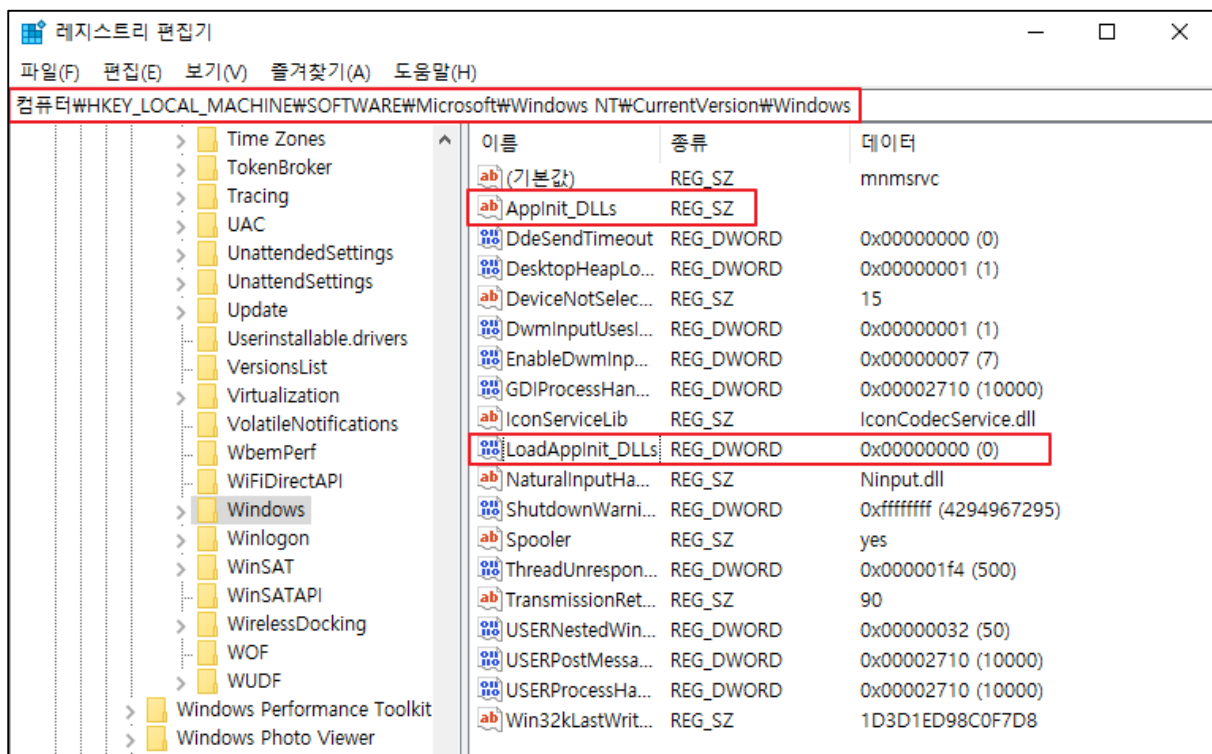 레지스트리 편집기
파일(F) 편집(E) 보기(V) 즐겨찾기(A) 도움말(H)
컴퓨터₩HKEY_LOCAL_MACHINE₩SOFTWARE₩Microsoft₩Windows NT₩CurrentVersion₩Windows
Time Zones
TokenBroker
Tracing
UAC
UnattendedSettings
UnattendSettings
Update
Userinstallable.drivers
VersionsList
Virtualization
VolatileNotifications
WbemPerf
WiFiDirectAPI
Windows
Winlogon
WinSAT
WinSATAPI
WirelessDocking
WOF
WUDF
Windows Performance Toolkit
Windows Photo Viewer
이름 종류 데이터
(기본값) REG_SZ mnmsrvc
AppInit_DLLs REG_SZ
DdeSendTimeout REG_DWORD 0x00000000 (0)
DesktopHeapLo... REG_DWORD 0x00000001 (1)
DeviceNotSelec... REG_SZ 15
DwmInputUsesI... REG_DWORD 0x00000001 (1)
EnableDwmInp... REG_DWORD 0x00000007 (7)
GDIProcessHan... REG_DWORD 0x00002710 (10000)
IconServiceLib REG_SZ IconCodecService.dll
LoadAppInit_DLLs REG_DWORD 0x00000000 (0)
NaturalInputHa... REG_SZ Ninput.dll
ShutdownWarni... REG_DWORD 0xffffffff (4294967295)
Spooler REG_SZ yes
ThreadUnrespon... REG_DWORD 0x000001f4 (500)
TransmissionRet... REG_SZ 90
USERNestedWin... REG_DWORD 0x00000032 (50)
USERPostMessa... REG_DWORD 0x00002710 (10000)
USERProcessHa... REG_DWORD 0x00002710 (10000)
Win32kLastWrit... REG_SZ 1D3D1ED98C0F7D8